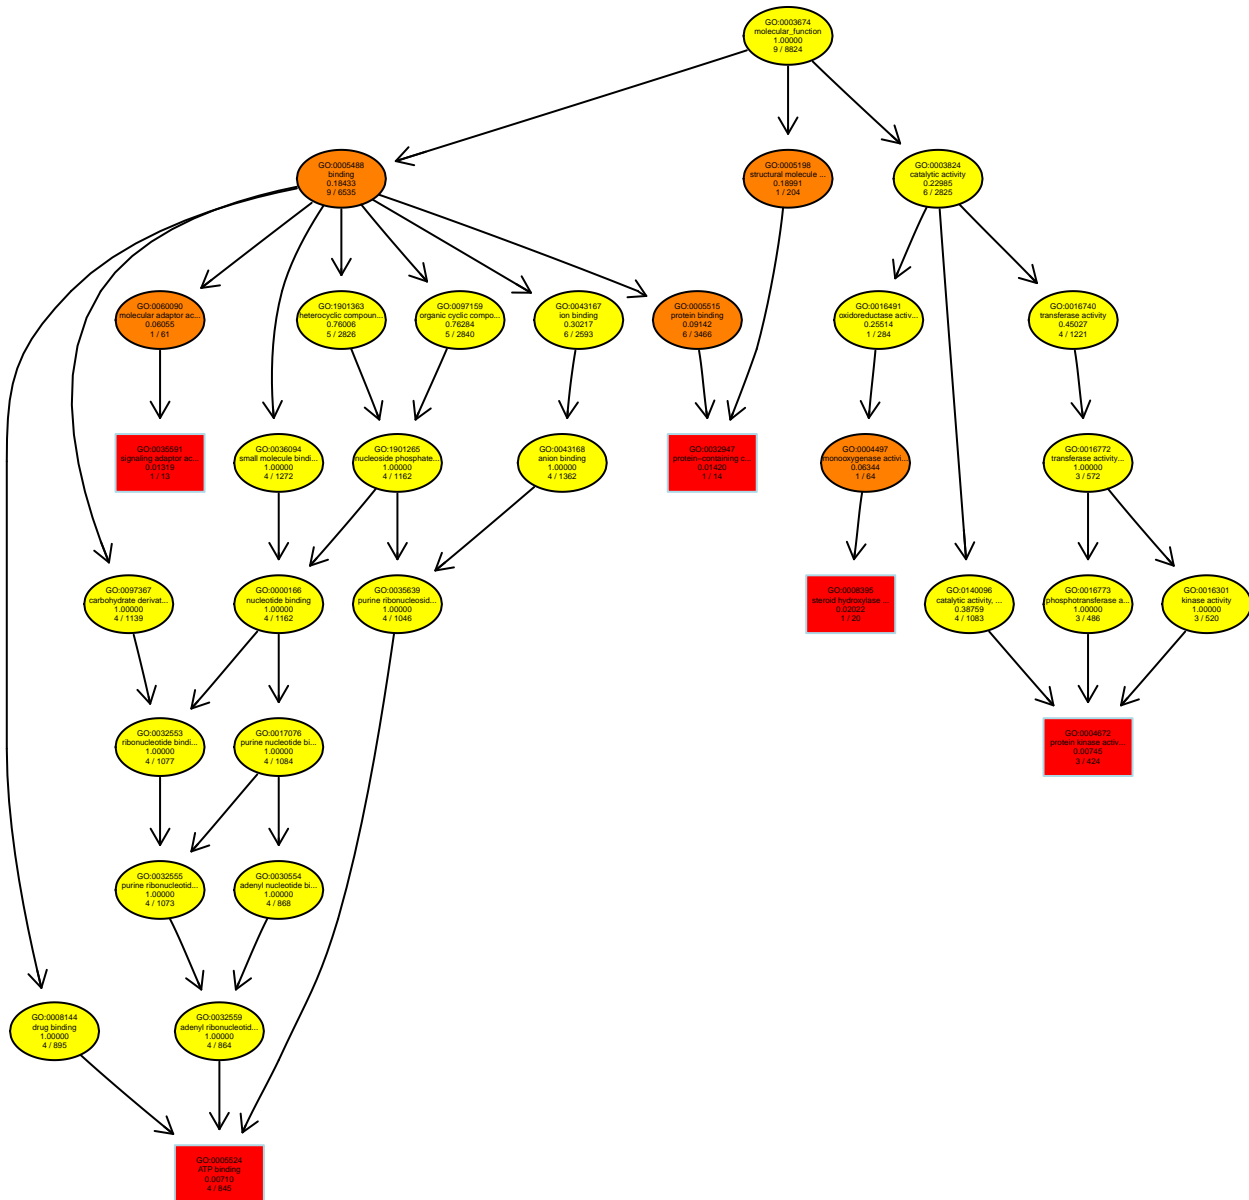 GO:0003674
molecular_function
1.00000
9 / 8824
GO:0005488
binding
0.18433
9 / 6535
GO:0005198
structural molecule ...
0.18991
1 / 204
GO:0003824
catalytic activity
0.22985
6 / 2825
GO:0060090
molecular adaptor ac...
0.06055
1 / 61
GO:1901363
heterocyclic compoun...
0.76006
5 / 2826
GO:0097159
organic cyclic compo...
0.76284
5 / 2840
GO:0043167
ion binding
0.30217
6 / 2593
GO:0005515
protein binding
0.09142
6 / 3466
GO:0016491
oxidoreductase activ...
0.25514
1 / 284
GO:0016740
transferase activity
0.45027
4 / 1221
GO:0035591
signaling adaptor ac...
0.01319
1 / 13
GO:0036094
small molecule bindi...
1.00000
4 / 1272
GO:1901265
nucleoside phosphate...
1.00000
4 / 1162
GO:0043168
anion binding
1.00000
4 / 1362
GO:0032947
protein-containing c...
0.01420
1 / 14
GO:0004497
monooxygenase activi...
0.06344
1 / 64
GO:0016772
transferase activity...
1.00000
3 / 572
GO:0097367
carbohydrate derivat...
1.00000
4 / 1139
GO:0000166
nucleotide binding
1.00000
4 / 1162
GO:0035639
purine ribonucleosid...
1.00000
4 / 1046
GO:0008395
steroid hydroxylase ...
0.02022
1 / 20
GO:0140096
catalytic activity, ...
0.38759
4 / 1083
GO:0016773
phosphotransferase a...
1.00000
3 / 486
GO:0016301
kinase activity
1.00000
3 / 520
GO:0032553
ribonucleotide bindi...
1.00000
4 / 1077
GO:0017076
purine nucleotide bi...
1.00000
4 / 1084
GO:0004672
protein kinase activ...
0.00745
3 / 424
GO:0032555
purine ribonucleotid...
1.00000
4 / 1073
GO:0030554
adenyl nucleotide bi...
1.00000
4 / 868
GO:0008144
drug binding
1.00000
4 / 895
GO:0032559
adenyl ribonucleotid...
1.00000
4 / 864
GO:0005524
ATP binding
0.00710
4 / 845